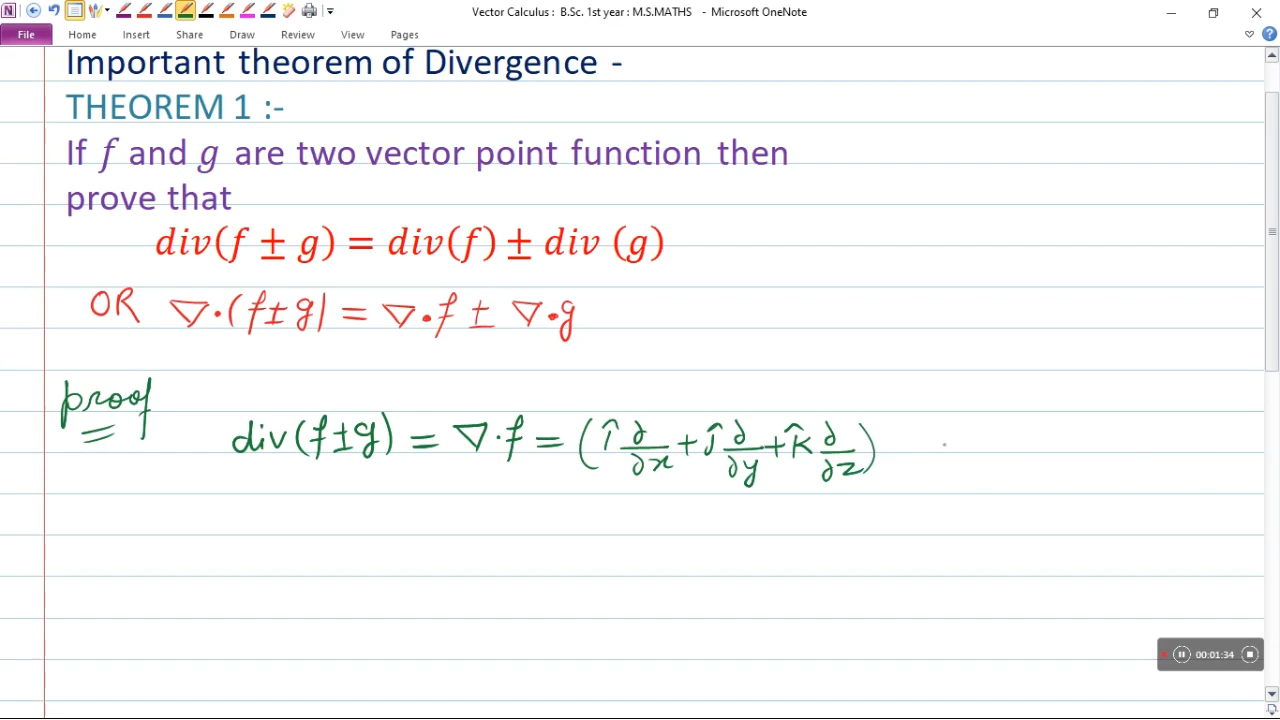 Vector Calculus : B.Sc. 1st year : M.S.MATHS - Microsoft OneNote
File Home Insert Share Draw Review View Pages
Important theorem of Divergence -
THEOREM 1 :-
If f and g are two vector point function then
prove that
div(f ± g) = div(f) ± div (g)
OR ∇·(f±g) = ∇·f ± ∇·g
proof
div(f±g) = ∇·f = (î ∂/∂x + ĵ ∂/∂y + k̂ ∂/∂z)
00:01:34